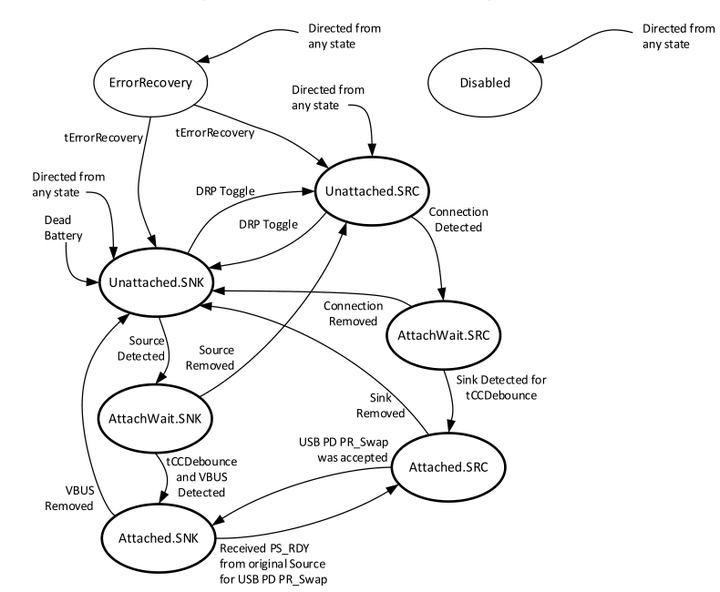 Directed from
any state
Directed from
any state
ErrorRecovery
Disabled
Directed from
any state
tErrorRecovery
tErrorRecovery
Directed from
any state
DRP Toggle
Unattached.SRC
Dead
Battery
DRP Toggle
Connection
Detected
Unattached.SNK
Connection
Removed
AttachWait.SRC
Source
Detected
Source
Removed
Sink Detected for
tCCDebounce
Sink
Removed
AttachWait.SNK
USB PD PR_Swap
was accepted
Attached.SRC
tCCDebounce
and VBUS
Detected
VBUS
Removed
Attached.SNK
Received PS_RDY
from original Source
for USB PD PR_Swap